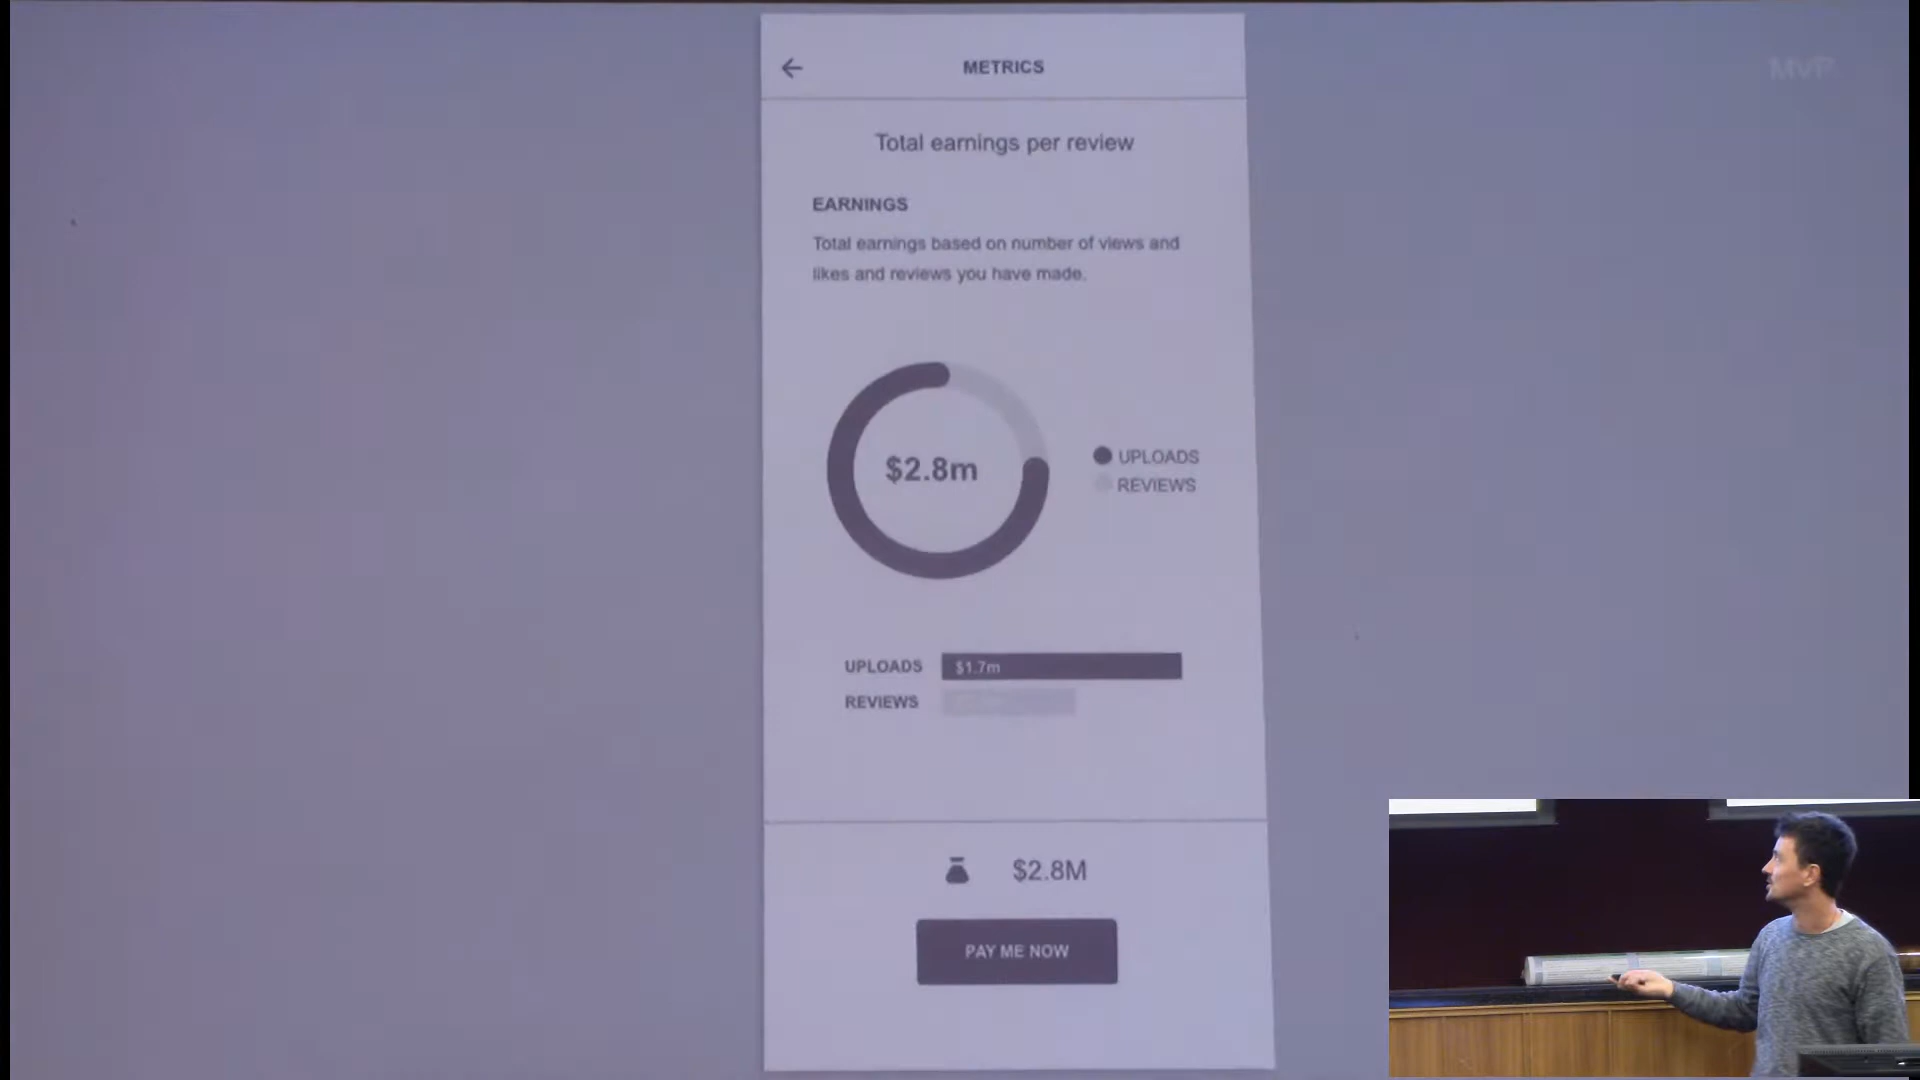 MVP
METRICS
Total earnings per review
EARNINGS
Total earnings based on number of views and
likes and reviews you have made.
$2.8m
UPLOADS
REVIEWS
UPLOADS $1.7m
REVIEWS
$2.8M
PAY ME NOW